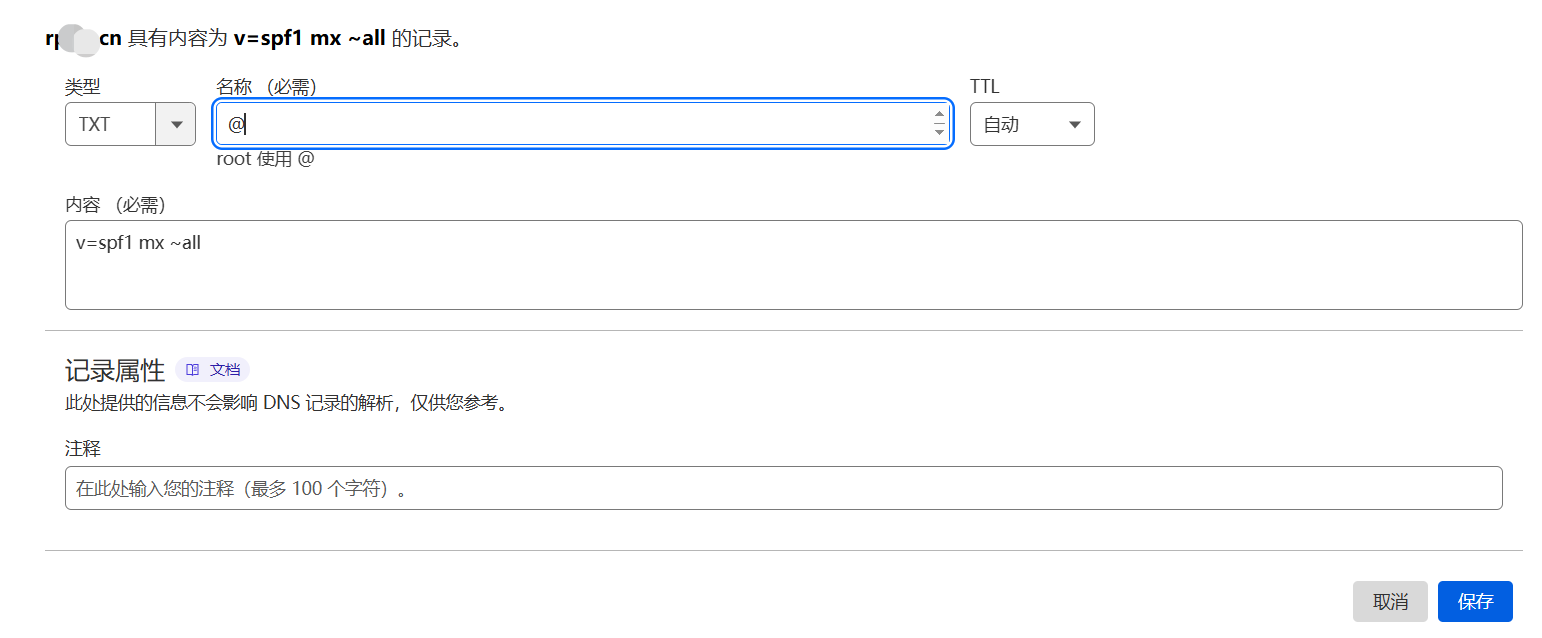 cn 具有内容为 v=spf1 mx ~all 的记录。
类型
名称 （必需）
TTL
TXT
@
自动
root 使用 @
内容 （必需）
v=spf1 mx ~all
记录属性
文档
此处提供的信息不会影响 DNS 记录的解析，仅供您参考。
注释
在此处输入您的注释（最多 100 个字符）。
取消
保存